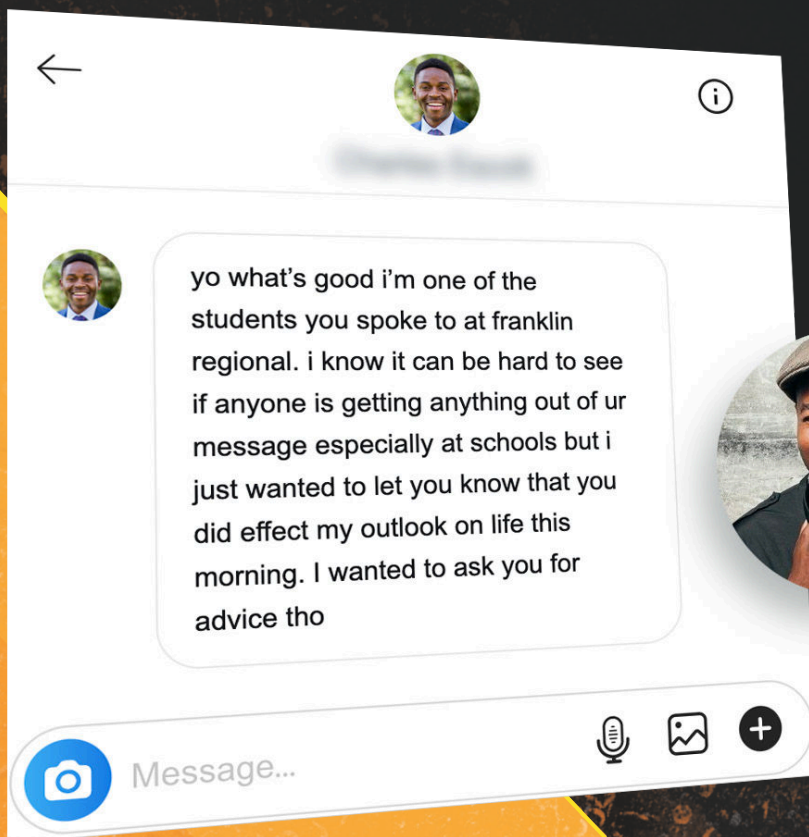 yo what's good i'm one of the
students you spoke to at franklin
regional. i know it can be hard to see
if anyone is getting anything out of ur
message especially at schools but i
just wanted to let you know that you
did effect my outlook on life this
morning. I wanted to ask you for
advice tho
Message...